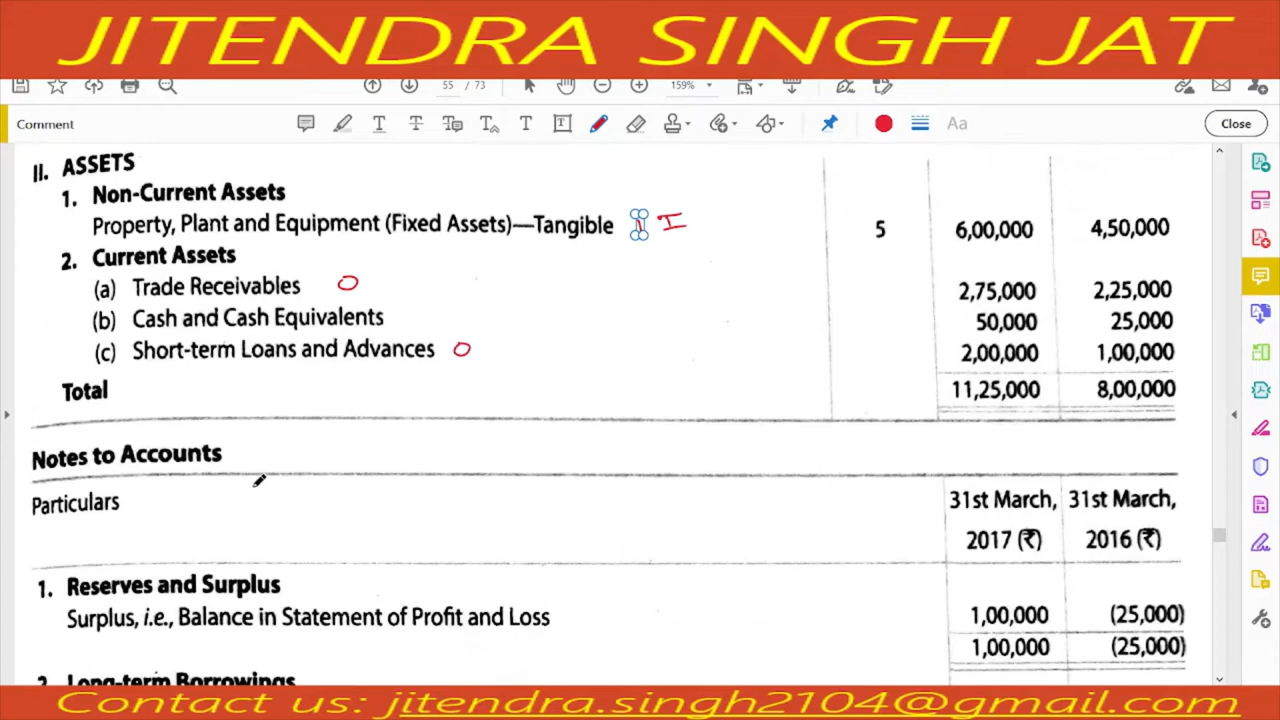 JITENDRA SINGH JAT
55 / 73 159%
Comment Aa Close
II. ASSETS
1. Non-Current Assets
Property, Plant and Equipment (Fixed Assets)—Tangible I 5 6,00,000 4,50,000
2. Current Assets
(a) Trade Receivables O 2,75,000 2,25,000
(b) Cash and Cash Equivalents 50,000 25,000
(c) Short-term Loans and Advances O 2,00,000 1,00,000
Total 11,25,000 8,00,000
Notes to Accounts
Particulars 31st March, 31st March,
2017 (₹) 2016 (₹)
1. Reserves and Surplus
Surplus, i.e., Balance in Statement of Profit and Loss 1,00,000 (25,000)
1,00,000 (25,000)
2. Long-term Borrowings
Contact us: jitendra.singh2104@gmail.com